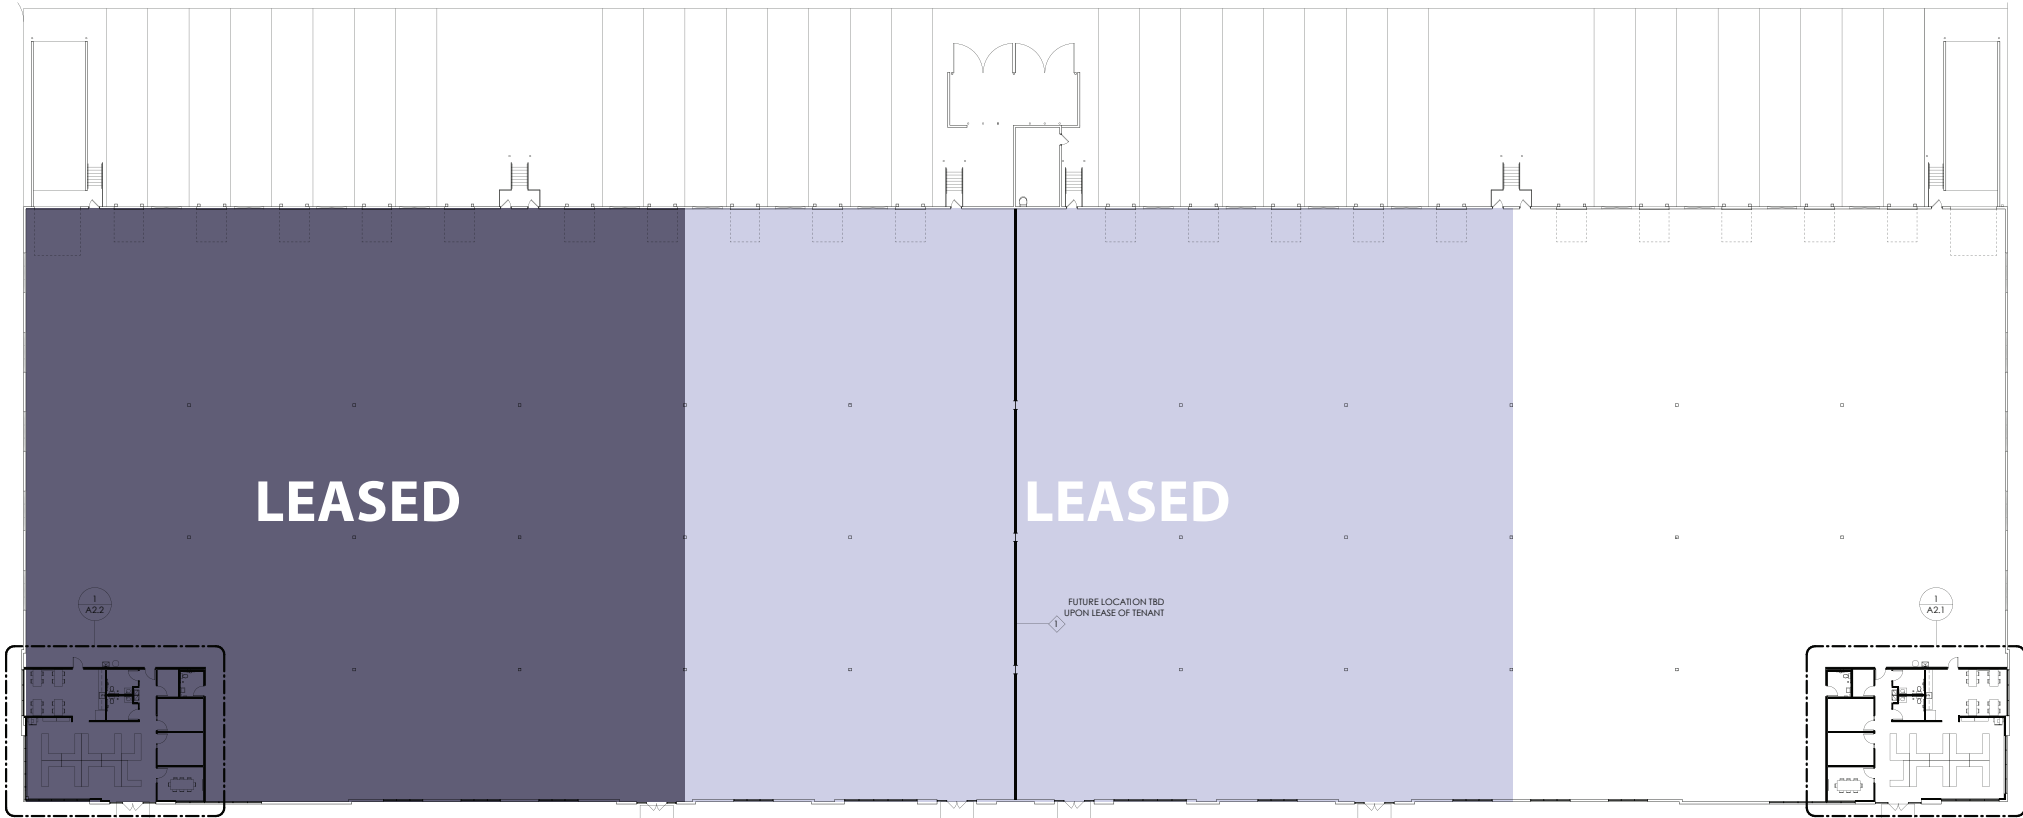 LEASED
LEASED
FUTURE LOCATION TBD
UPON LEASE OF TENANT
1
1
A2.2
1
A2.1